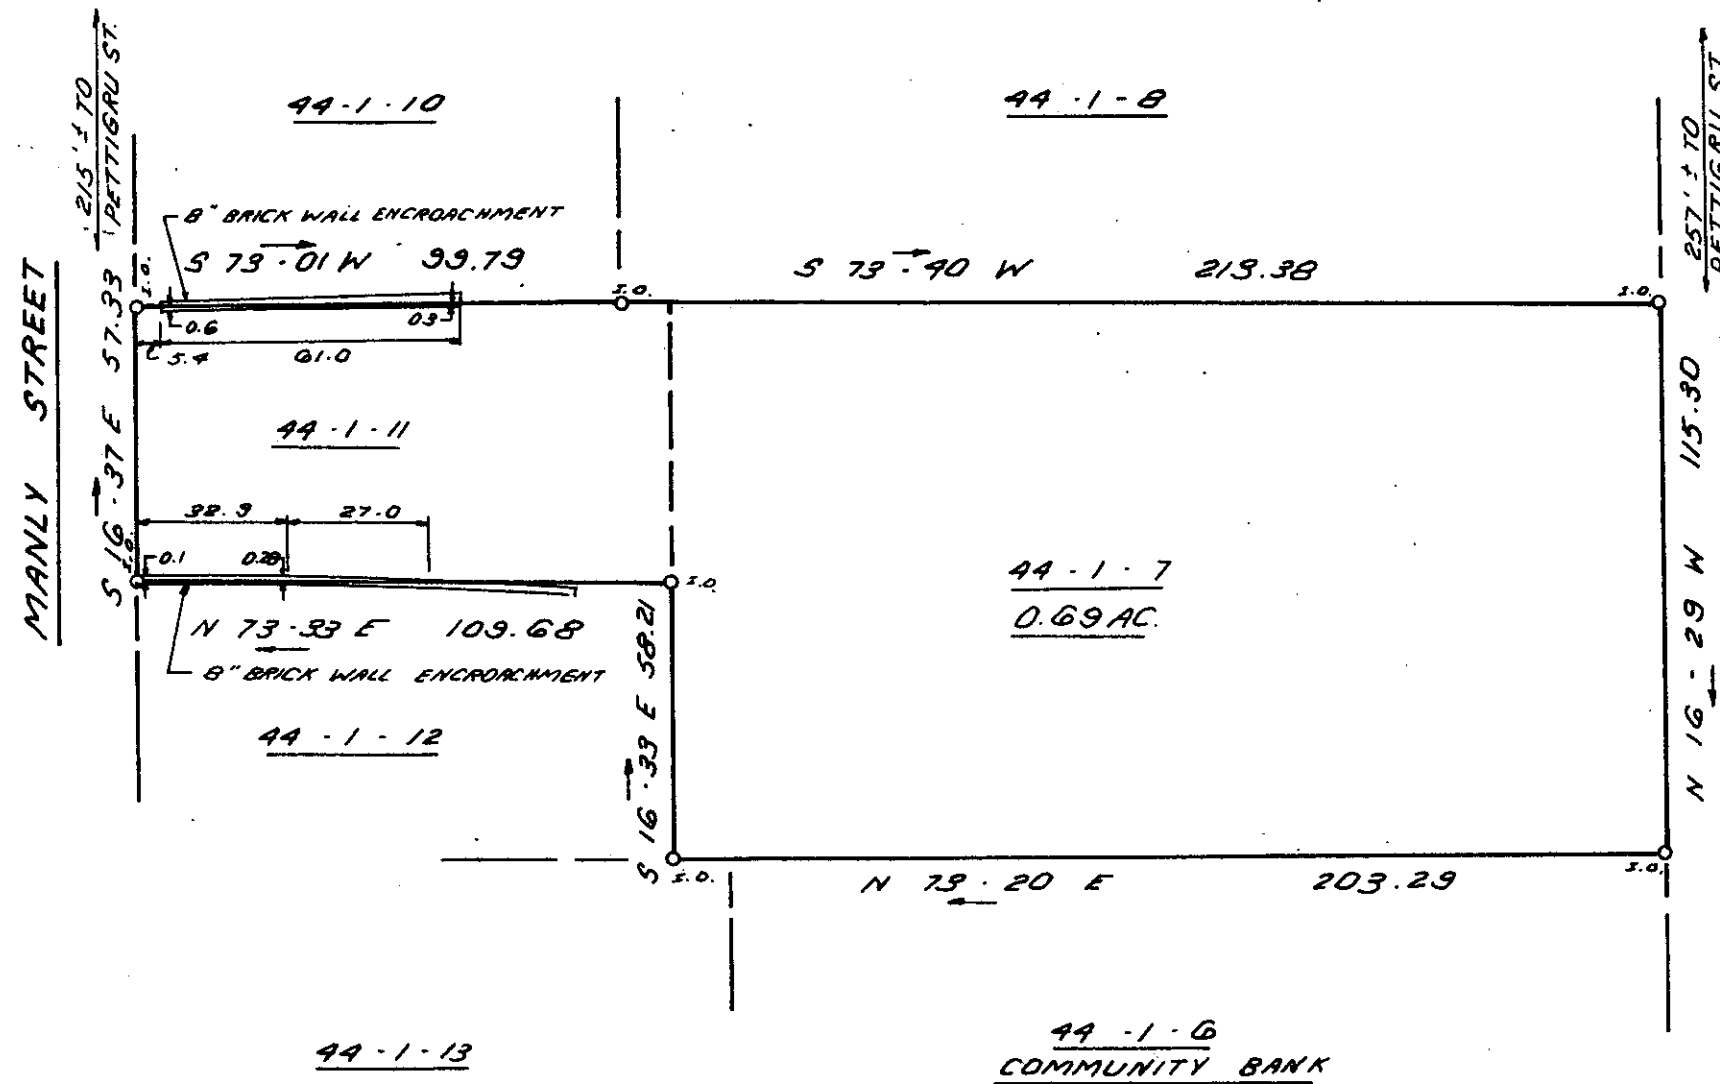 215'± TO
PETTIGRU ST.
44-1-10
44-1-8
257'± TO
PETTIGRU ST.
8" BRICK WALL ENCROACHMENT
S 73-01 W 99.79
S 73-40 W 213.38
I.O.
I.O.
I.O.
0.6
0.3
5.4
61.0
MANLY STREET
S 16-37 E 57.33
44-1-11
115.30
N 16-29 W
38.9
27.0
I.O.
0.1
0.28
I.O.
44-1-7
0.69 AC.
N 73-33 E 109.68
8" BRICK WALL ENCROACHMENT
S 16-33 E 58.21
44-1-12
I.O.
I.O.
N 73-20 E 203.29
44-1-13
44-1-6
COMMUNITY BANK